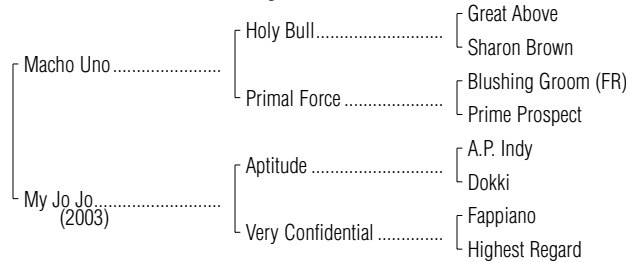 Great Above
Holy Bull
Sharon Brown
Macho Uno
Blushing Groom (FR)
Primal Force
Prime Prospect
A.P. Indy
Aptitude
Dokki
My Jo Jo
(2003)
Fappiano
Very Confidential
Highest Regard